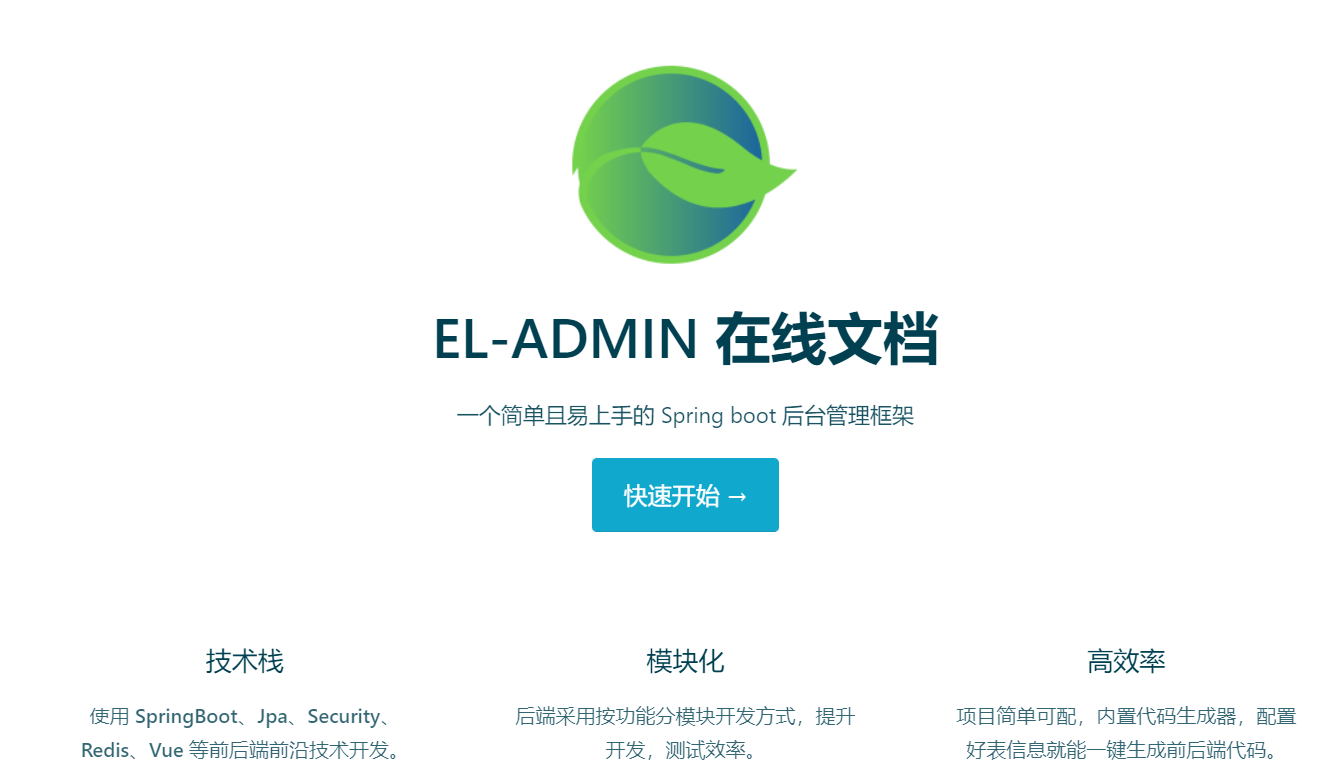 EL-ADMIN 在线文档
一个简单且易上手的 Spring boot 后台管理框架
快速开始 →
技术栈
使用 SpringBoot、Jpa、Security、
Redis、Vue 等前后端前沿技术开发。
模块化
后端采用按功能分模块开发方式，提升
开发，测试效率。
高效率
项目简单可配，内置代码生成器，配置
好表信息就能一键生成前后端代码。